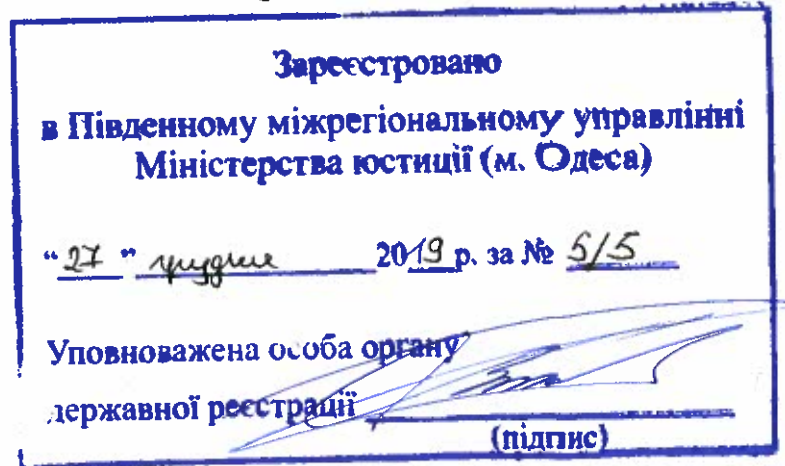 Зареєстровано
в Південному міжрегіональному управлінні
Міністерства юстиції (м. Одеса)
“27” грудня 2019 р. за № 5/5
Уповноважена особа органу
державної реєстрації
(підпис)